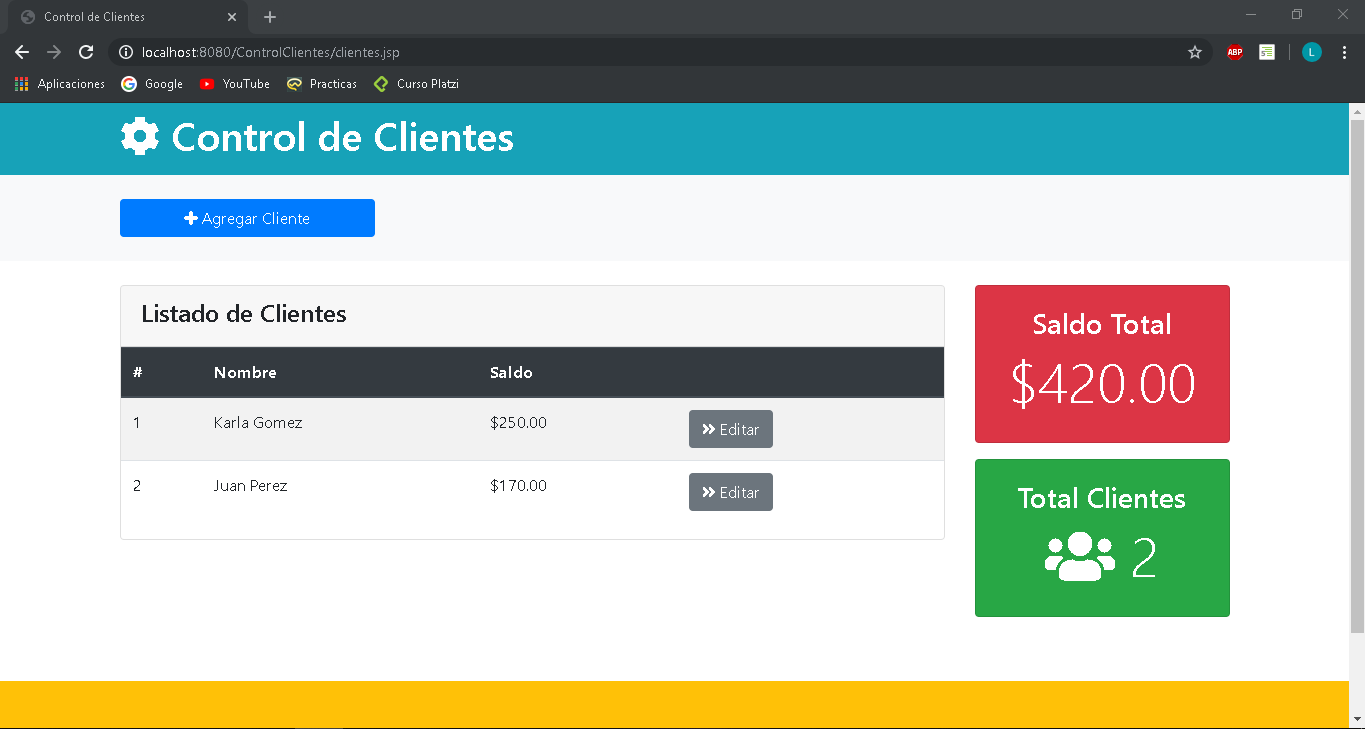 Control de Clientes
localhost:8080/ControlClientes/clientes.jsp
ABP
L
Aplicaciones Google YouTube Practicas Curso Platzi
Control de Clientes
Agregar Cliente
Listado de Clientes
# Nombre Saldo
1 Karla Gomez $250.00 Editar
2 Juan Perez $170.00 Editar
Saldo Total
$420.00
Total Clientes
2